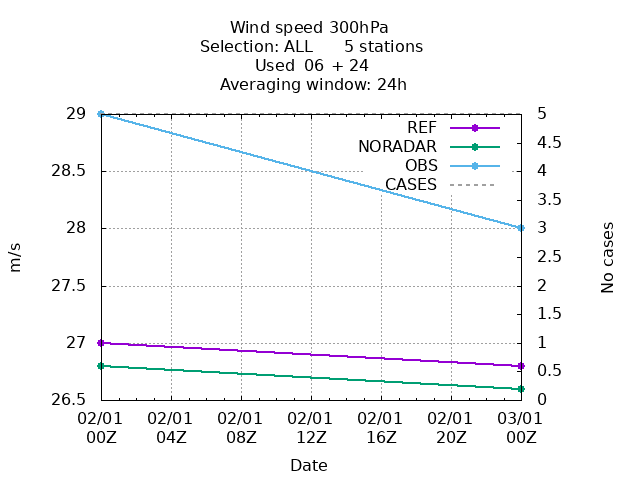 Wind speed 300hPa
Selection: ALL 5 stations
Used 06 + 24
Averaging window: 24h
29
28.5
28
27.5
27
26.5
m/s
REF
NORADAR
OBS
CASES
5
4.5
4
3.5
3
2.5
2
1.5
1
0.5
0
No cases
02/01 02/01 02/01 02/01 02/01 02/01 03/01
00Z 04Z 08Z 12Z 16Z 20Z 00Z
Date